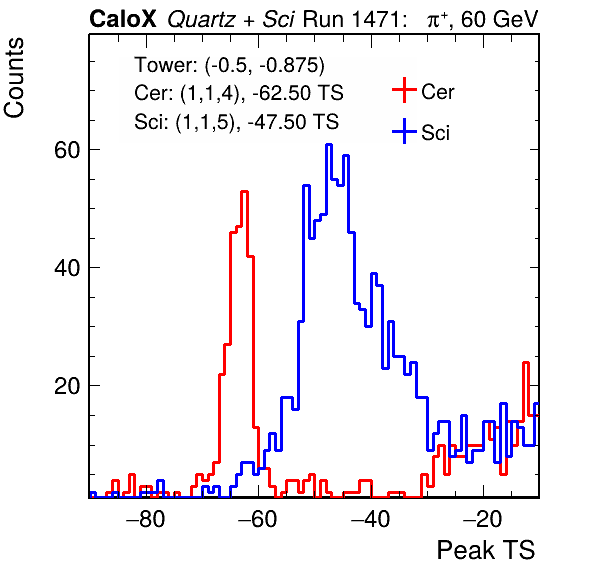 CaloX Quartz + Sci Run 1471: π⁺, 60 GeV
Counts
Tower: (-0.5, -0.875)
Cer: (1,1,4), -62.50 TS
Sci: (1,1,5), -47.50 TS
Cer
Sci
60
40
20
−80 −60 −40 −20
Peak TS